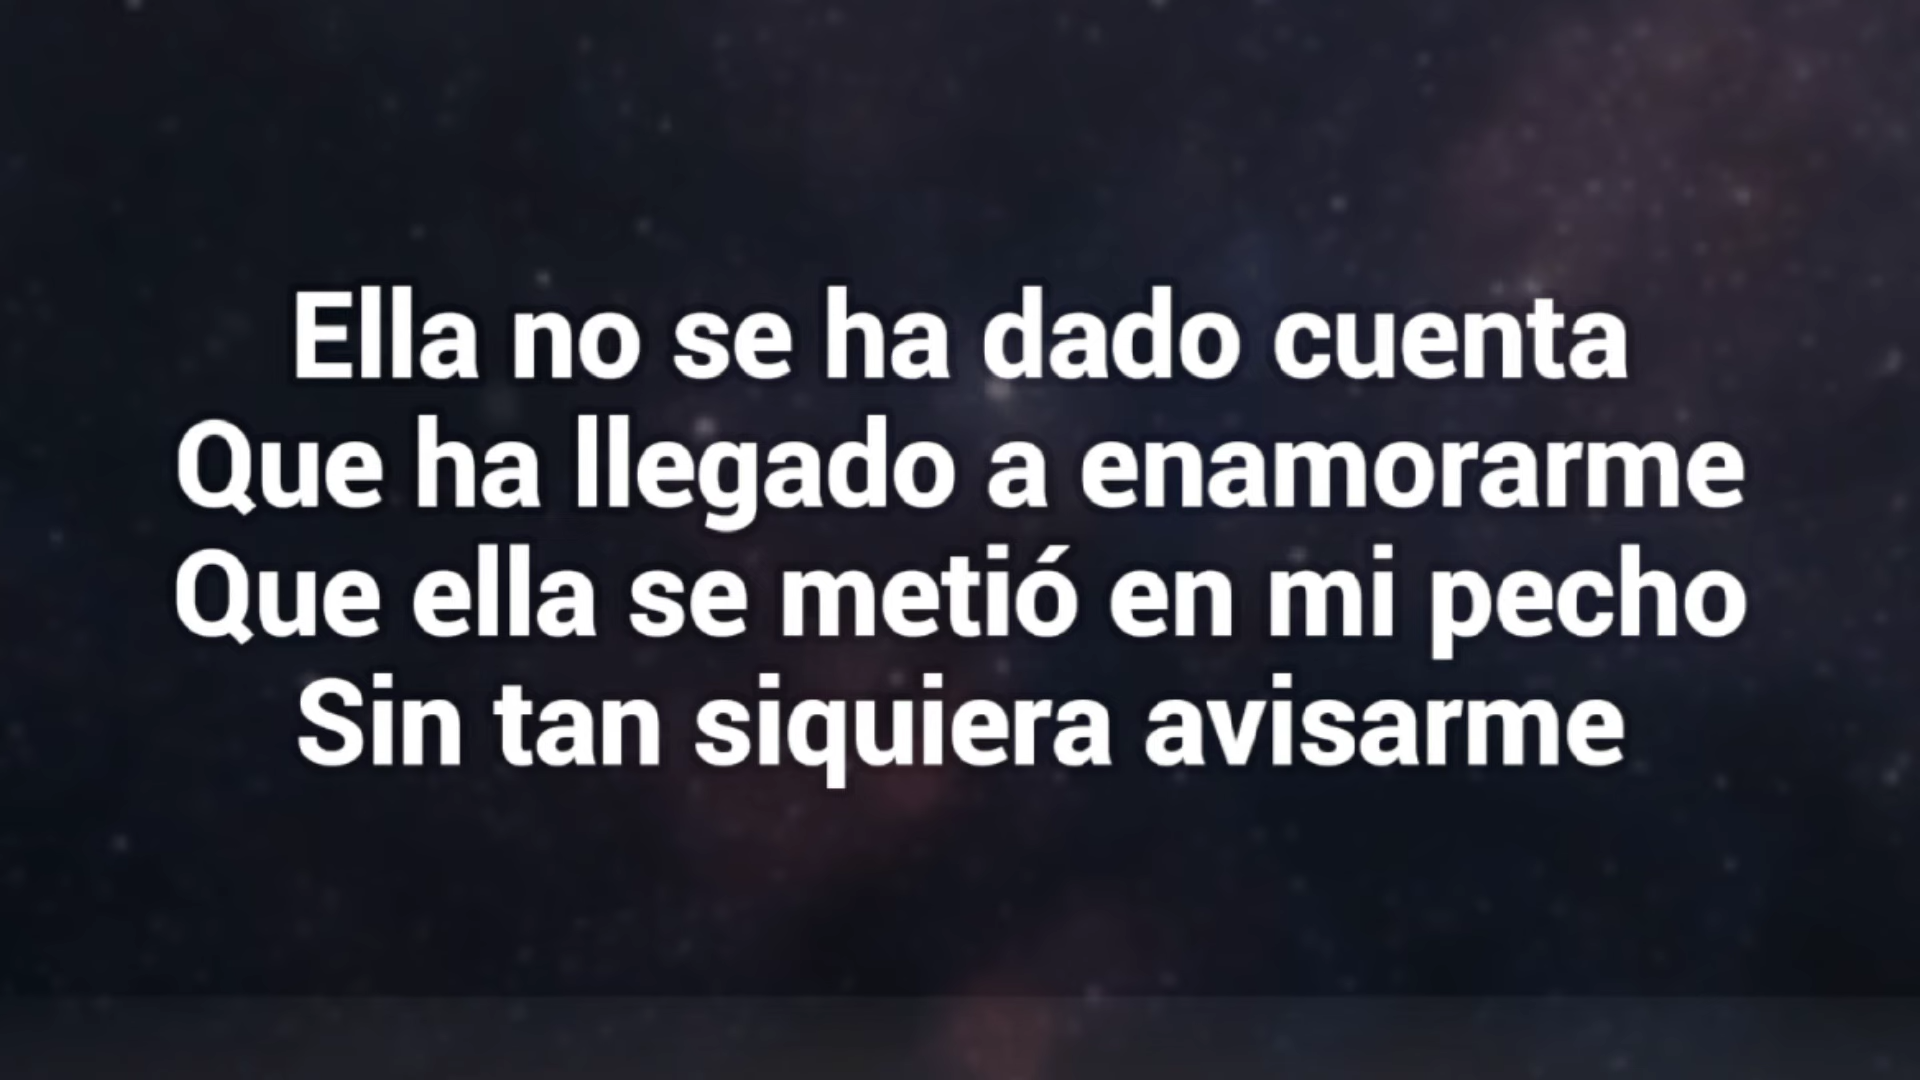 Ella no se ha dado cuenta
Que ha llegado a enamorarme
Que ella se metió en mi pecho
Sin tan siquiera avisarme